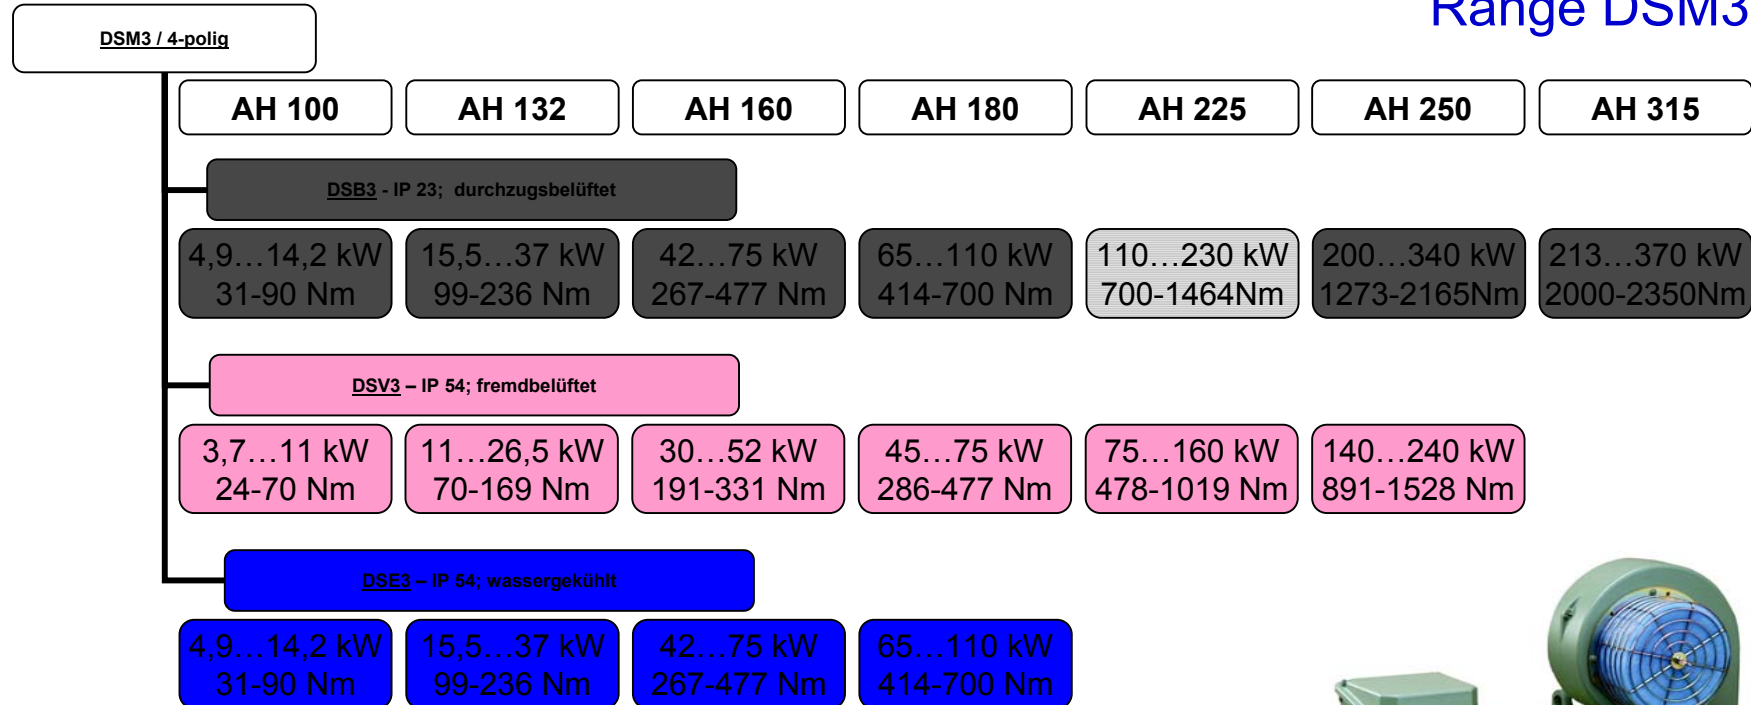 Range DSM3
DSM3 / 4-polig
AH 100
AH 132
AH 160
AH 180
AH 225
AH 250
AH 315
DSB3 - IP 23; durchzugsbelüftet
4,9…14,2 kW
31-90 Nm
15,5…37 kW
99-236 Nm
42…75 kW
267-477 Nm
65…110 kW
414-700 Nm
110…230 kW
700-1464Nm
200…340 kW
1273-2165Nm
213…370 kW
2000-2350Nm
DSV3 – IP 54; fremdbelüftet
3,7…11 kW
24-70 Nm
11…26,5 kW
70-169 Nm
30…52 kW
191-331 Nm
45…75 kW
286-477 Nm
75…160 kW
478-1019 Nm
140…240 kW
891-1528 Nm
DSE3 – IP 54; wassergekühlt
4,9…14,2 kW
31-90 Nm
15,5…37 kW
99-236 Nm
42…75 kW
267-477 Nm
65…110 kW
414-700 Nm